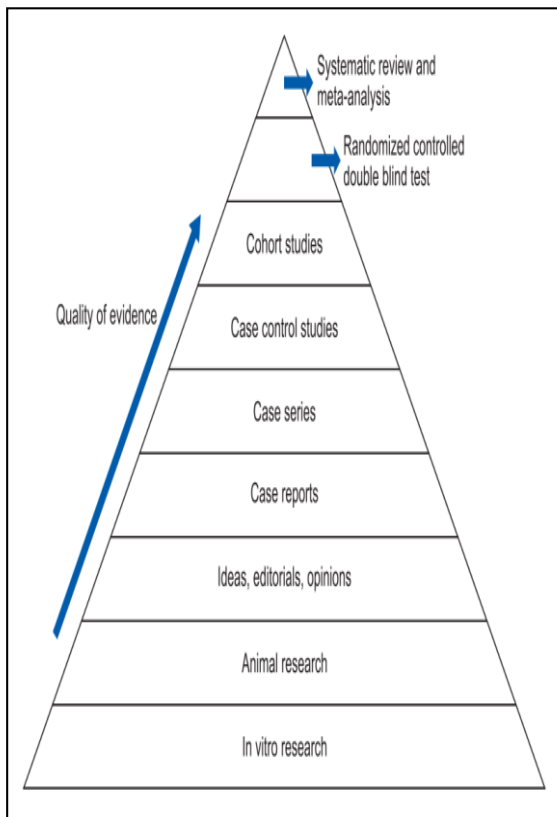 Systematic review and
meta-analysis
Randomized controlled
double blind test
Cohort studies
Quality of evidence
Case control studies
Case series
Case reports
Ideas, editorials, opinions
Animal research
In vitro research